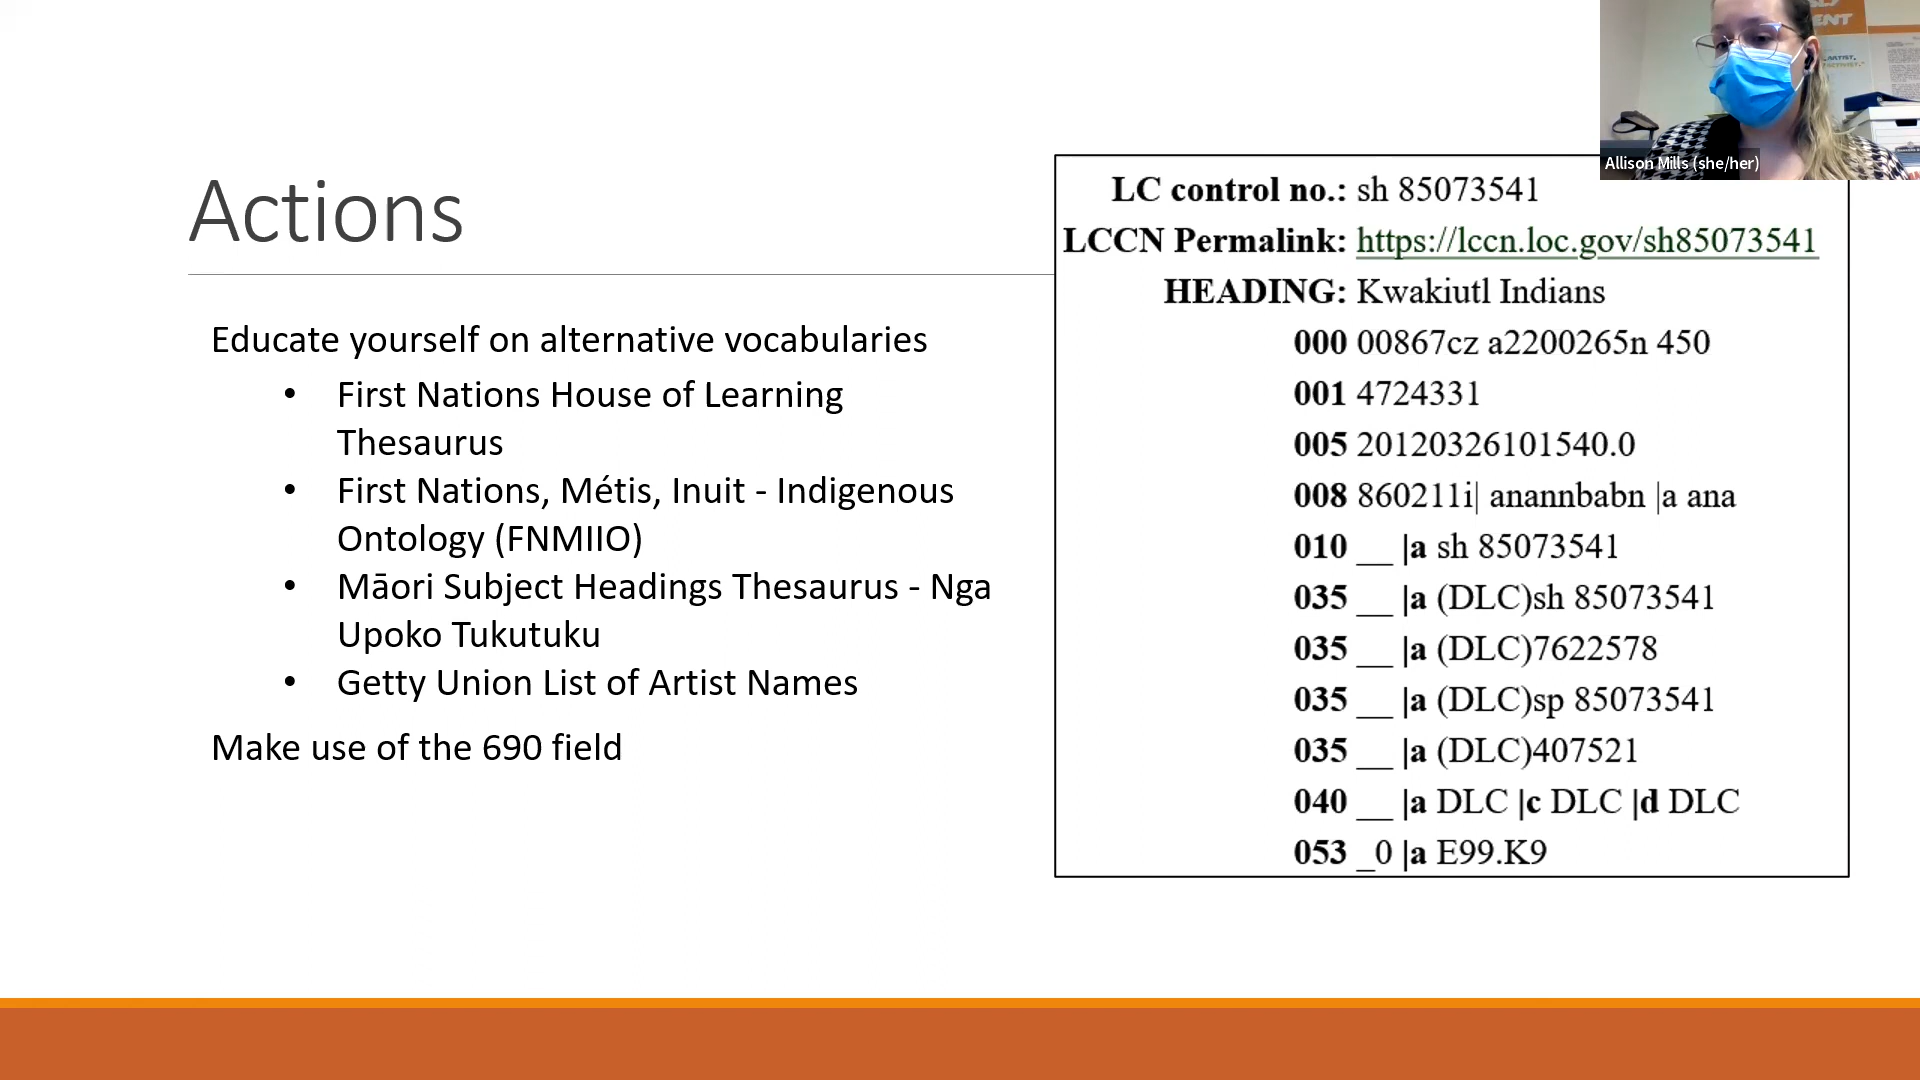 Actions
Educate yourself on alternative vocabularies
• First Nations House of Learning
Thesaurus
• First Nations, Métis, Inuit - Indigenous
Ontology (FNMIIO)
• Māori Subject Headings Thesaurus - Nga
Upoko Tukutuku
• Getty Union List of Artist Names
Make use of the 690 field
Allison Mills (she/her)
LC control no.: sh 85073541
LCCN Permalink: https://lccn.loc.gov/sh85073541
HEADING: Kwakiutl Indians
000 00867cz a2200265n 450
001 4724331
005 20120326101540.0
008 860211i| anannbabn |a ana
010 __ |a sh 85073541
035 __ |a (DLC)sh 85073541
035 __ |a (DLC)7622578
035 __ |a (DLC)sp 85073541
035 __ |a (DLC)407521
040 __ |a DLC |c DLC |d DLC
053 _0 |a E99.K9